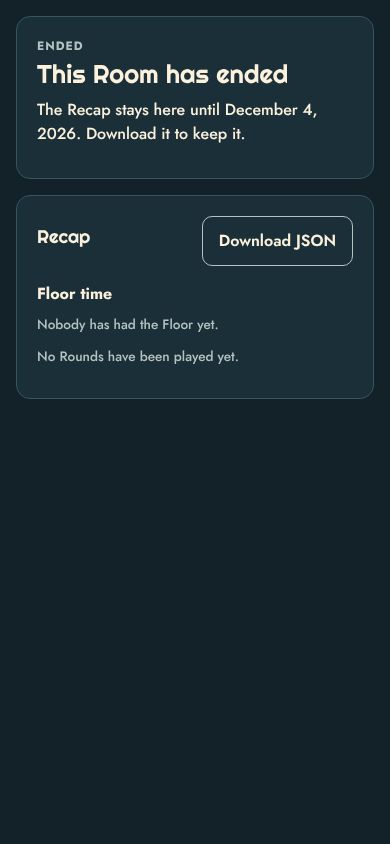 ENDED
This Room has ended
The Recap stays here until December 4,
2026. Download it to keep it.
Recap
Download JSON
Floor time
Nobody has had the Floor yet.
No Rounds have been played yet.